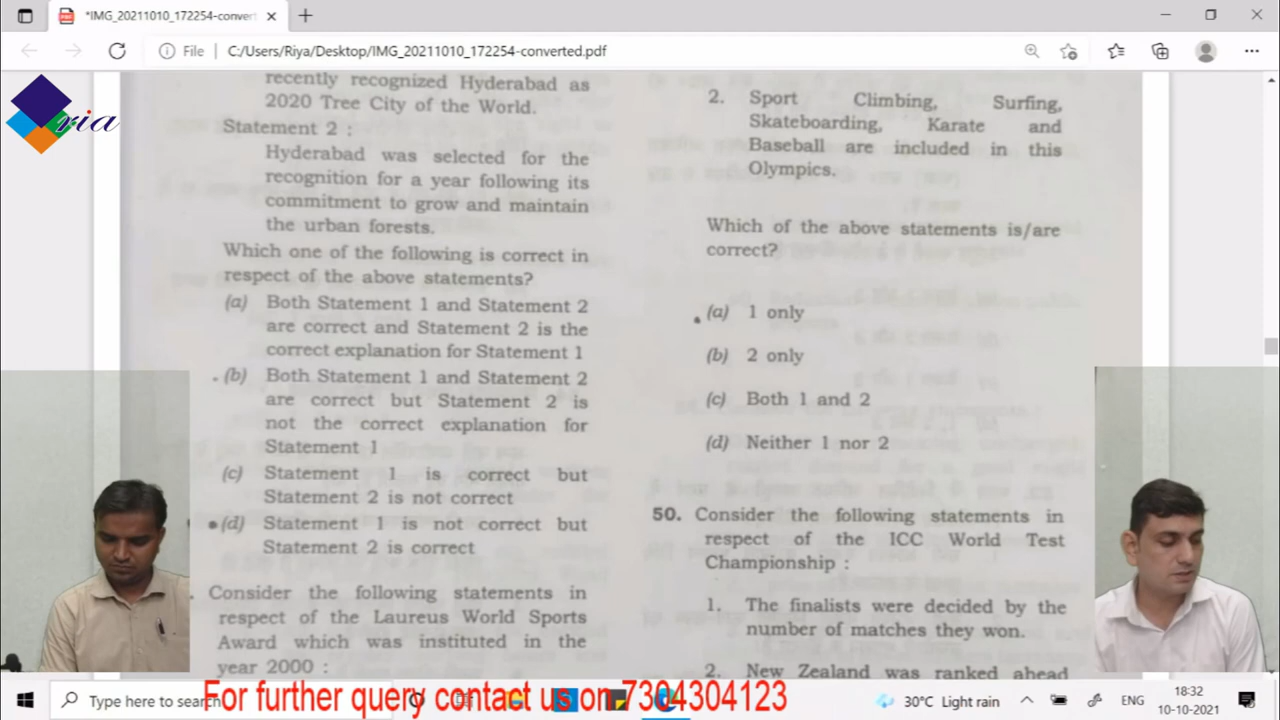 *IMG_20211010_172254-conver
File
C:/Users/Riya/Desktop/IMG_20211010_172254-converted.pdf
ria
recently recognized Hyderabad as
2020 Tree City of the World.
Statement 2 :
Hyderabad was selected for the
recognition for a year following its
commitment to grow and maintain
the urban forests.
Which one of the following is correct in
respect of the above statements?
(a) Both Statement 1 and Statement 2
are correct and Statement 2 is the
correct explanation for Statement 1
(b) Both Statement 1 and Statement 2
are correct but Statement 2 is
not the correct explanation for
Statement 1
(c) Statement 1 is correct but
Statement 2 is not correct
(d) Statement 1 is not correct but
Statement 2 is correct
Consider the following statements in
respect of the Laureus World Sports
Award which was instituted in the
year 2000 :
2. Sport Climbing, Surfing,
Skateboarding, Karate and
Baseball are included in this
Olympics.
Which of the above statements is/are
correct?
(a) 1 only
(b) 2 only
(c) Both 1 and 2
(d) Neither 1 nor 2
50. Consider the following statements in
respect of the ICC World Test
Championship :
1. The finalists were decided by the
number of matches they won.
2. New Zealand was ranked ahead
For further query contact us on 7304304123
Type here to search
30°C Light rain
ENG
18:32
10-10-2021